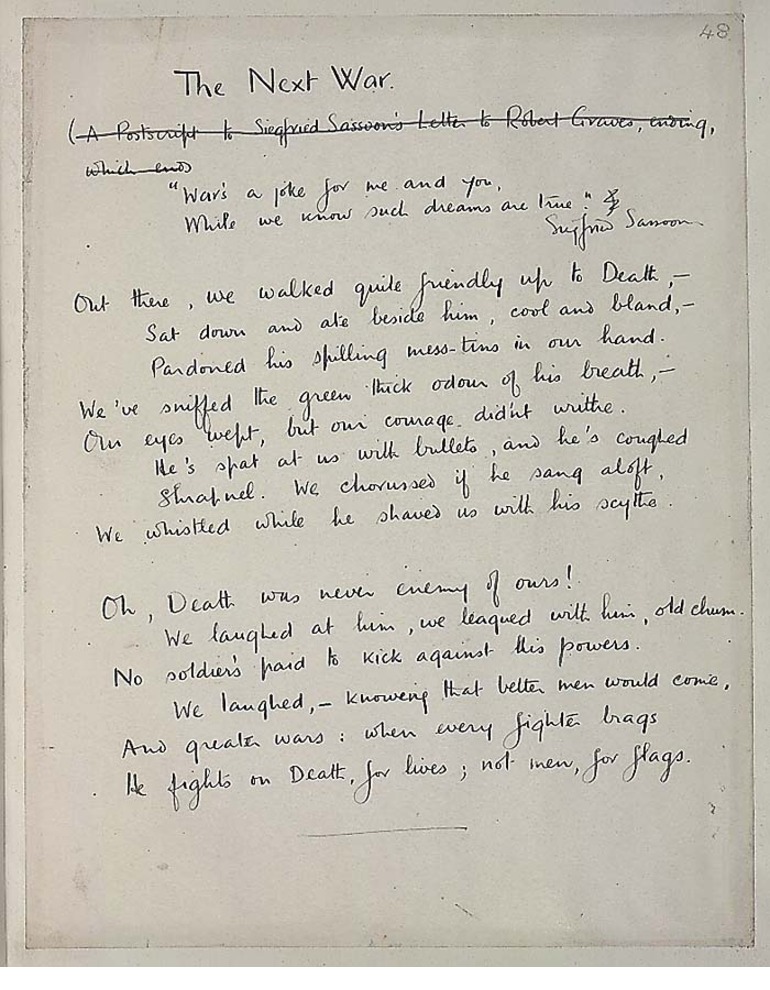 48
The Next War.
(A Postscript to Siegfried Sassoon's Letter to Robert Graves, ending,
which ends
"War's a joke for me and you,
While we know such dreams are true."
Siegfried Sassoon
Out there, we walked quite friendly up to Death,—
Sat down and ate beside him, cool and bland,—
Pardoned his spilling mess-tins in our hand.
We've sniffed the green thick odour of his breath,—
Our eyes wept, but our courage didn't writhe.
He's spat at us with bullets, and he's coughed
Shrapnel. We chorussed if he sang aloft,
We whistled while he shaved us with his scythe.
Oh, Death was never enemy of ours!
We laughed at him, we leagued with him, old chum.
No soldier's paid to kick against this powers.
We laughed,— knowing that better men would come,
And greater wars: when every fighter brags
He fights on Death, for lives; not men, for flags.